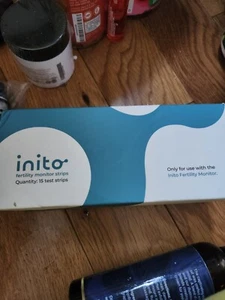 inito
fertility monitor strips
Quantity: 15 test strips
Only for use with the
Inito Fertility Monitor.